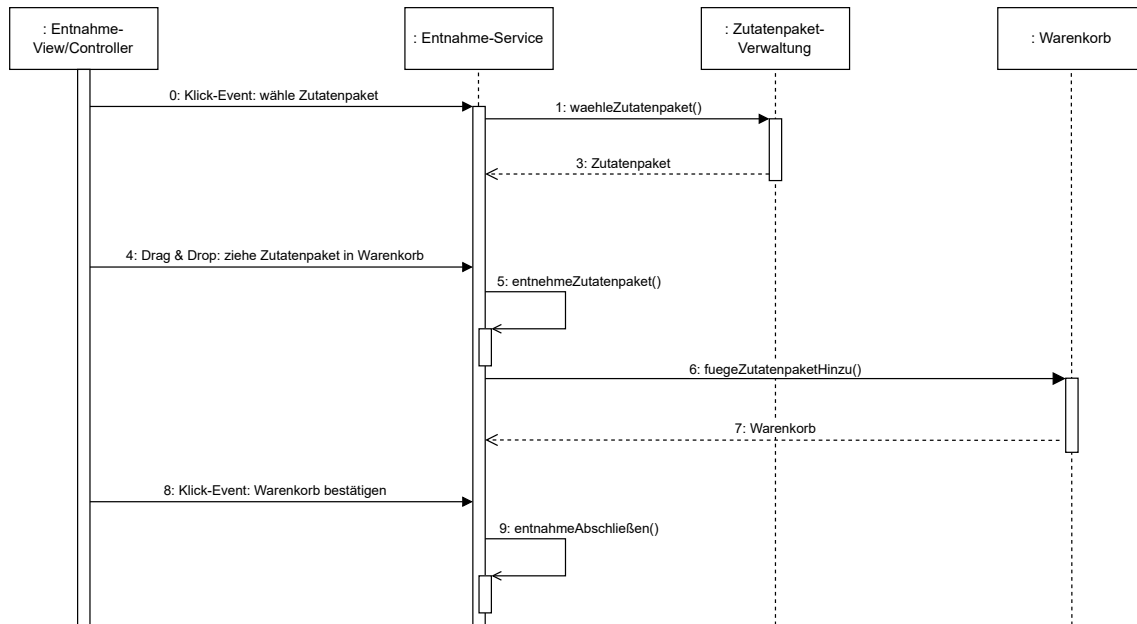 : Entnahme-
View/Controller
: Entnahme-Service
: Zutatenpaket-
Verwaltung
: Warenkorb
0: Klick-Event: wähle Zutatenpaket
1: waehleZutatenpaket()
3: Zutatenpaket
4: Drag & Drop: ziehe Zutatenpaket in Warenkorb
5: entnehmeZutatenpaket()
6: fuegeZutatenpaketHinzu()
7: Warenkorb
8: Klick-Event: Warenkorb bestätigen
9: entnahmeAbschließen()